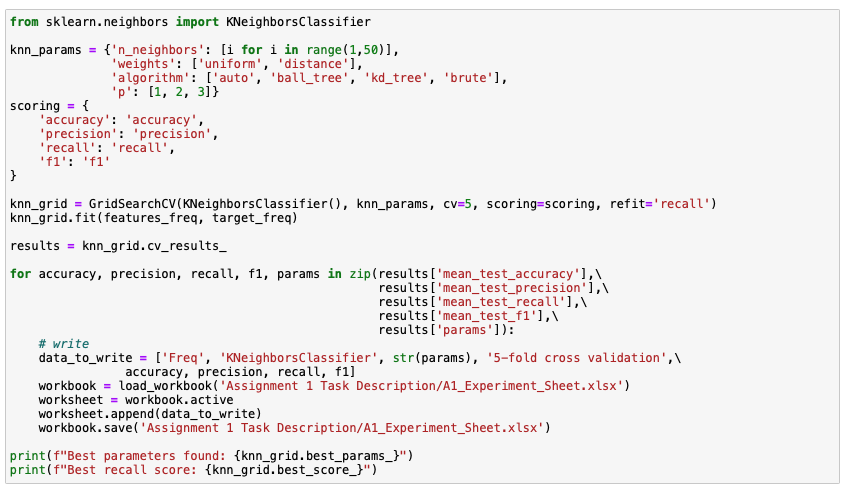 from sklearn.neighbors import KNeighborsClassifier
knn_params = {'n_neighbors': [i for i in range(1,50)],
'weights': ['uniform', 'distance'],
'algorithm': ['auto', 'ball_tree', 'kd_tree', 'brute'],
'p': [1, 2, 3]}
scoring = {
'accuracy': 'accuracy',
'precision': 'precision',
'recall': 'recall',
'f1': 'f1'
}
knn_grid = GridSearchCV(KNeighborsClassifier(), knn_params, cv=5, scoring=scoring, refit='recall')
knn_grid.fit(features_freq, target_freq)
results = knn_grid.cv_results_
for accuracy, precision, recall, f1, params in zip(results['mean_test_accuracy'],\
results['mean_test_precision'],\
results['mean_test_recall'],\
results['mean_test_f1'],\
results['params']):
# write
data_to_write = ['Freq', 'KNeighborsClassifier', str(params), '5-fold cross validation',\
accuracy, precision, recall, f1]
workbook = load_workbook('Assignment 1 Task Description/A1_Experiment_Sheet.xlsx')
worksheet = workbook.active
worksheet.append(data_to_write)
workbook.save('Assignment 1 Task Description/A1_Experiment_Sheet.xlsx')
print(f"Best parameters found: {knn_grid.best_params_}")
print(f"Best recall score: {knn_grid.best_score_}")